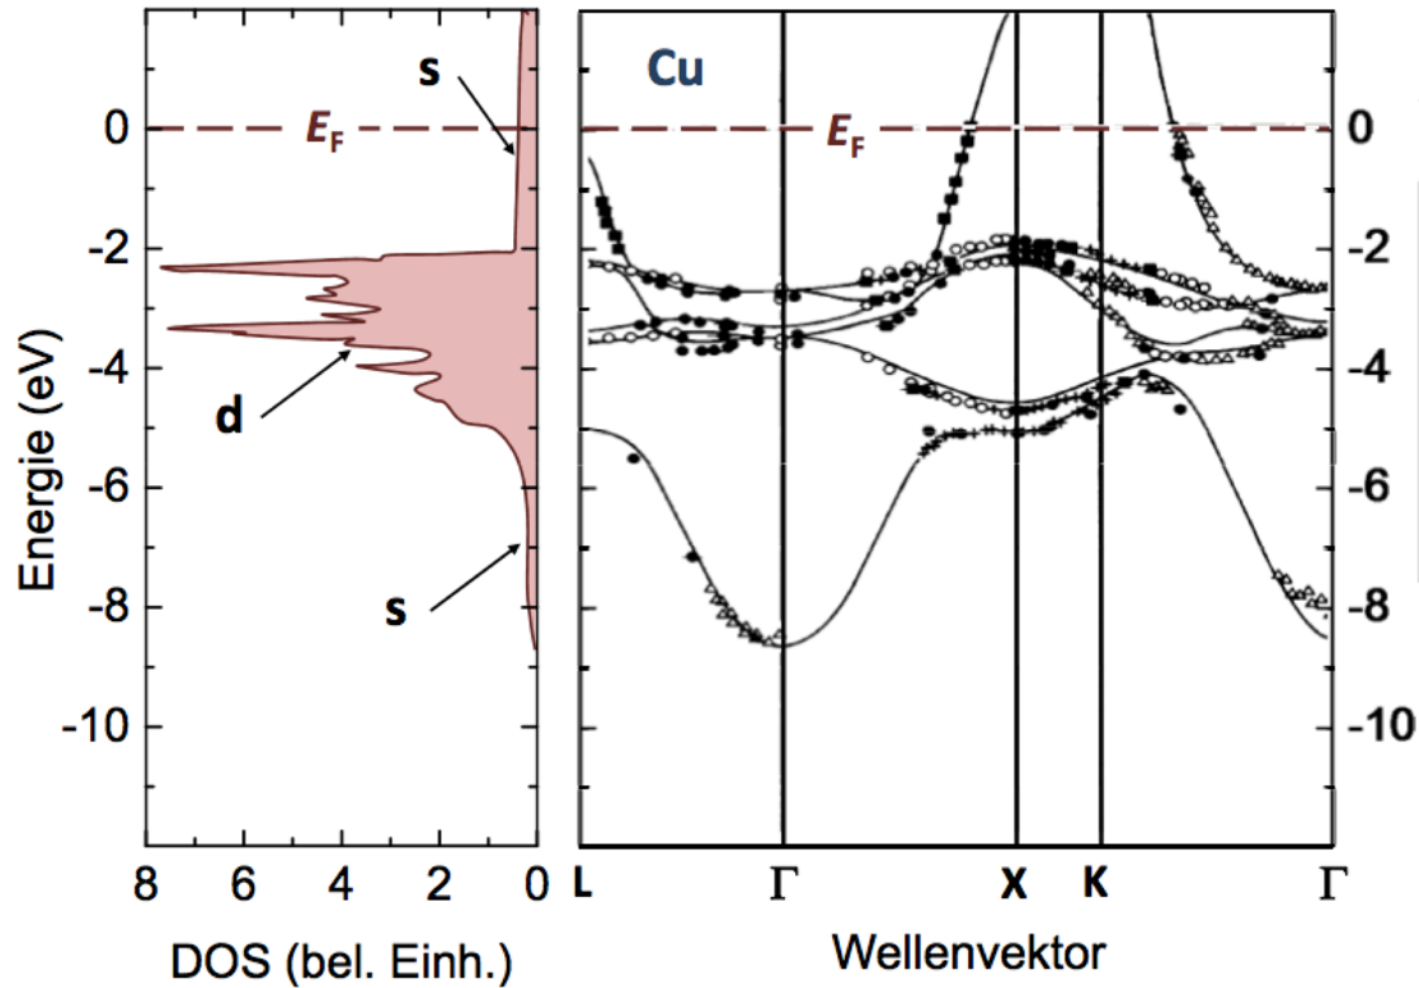 Energie (eV)
0
-2
-4
-6
-8
-10
s
E_F
d
s
8 6 4 2 0
DOS (bel. Einh.)
Cu
E_F
0
-2
-4
-6
-8
-10
L Γ X K Γ
Wellenvektor